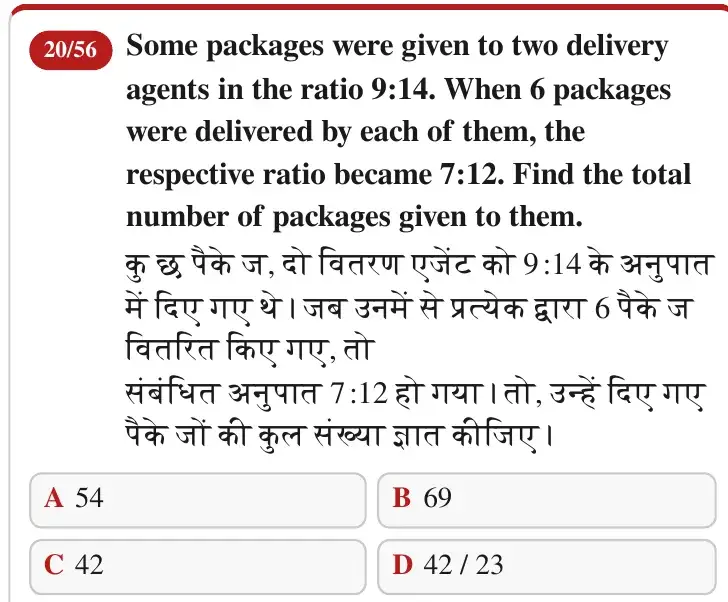 20/56 Some packages were given to two delivery
agents in the ratio 9:14. When 6 packages
were delivered by each of them, the
respective ratio became 7:12. Find the total
number of packages given to them.
कु छ पैके ज, दो वितरण एजेंट को 9:14 के अनुपात
में दिए गए थे। जब उनमें से प्रत्येक द्वारा 6 पैके ज
वितरित किए गए, तो
संबंधित अनुपात 7:12 हो गया। तो, उन्हें दिए गए
पैके जों की कुल संख्या ज्ञात कीजिए।
A 54
B 69
C 42
D 42 / 23